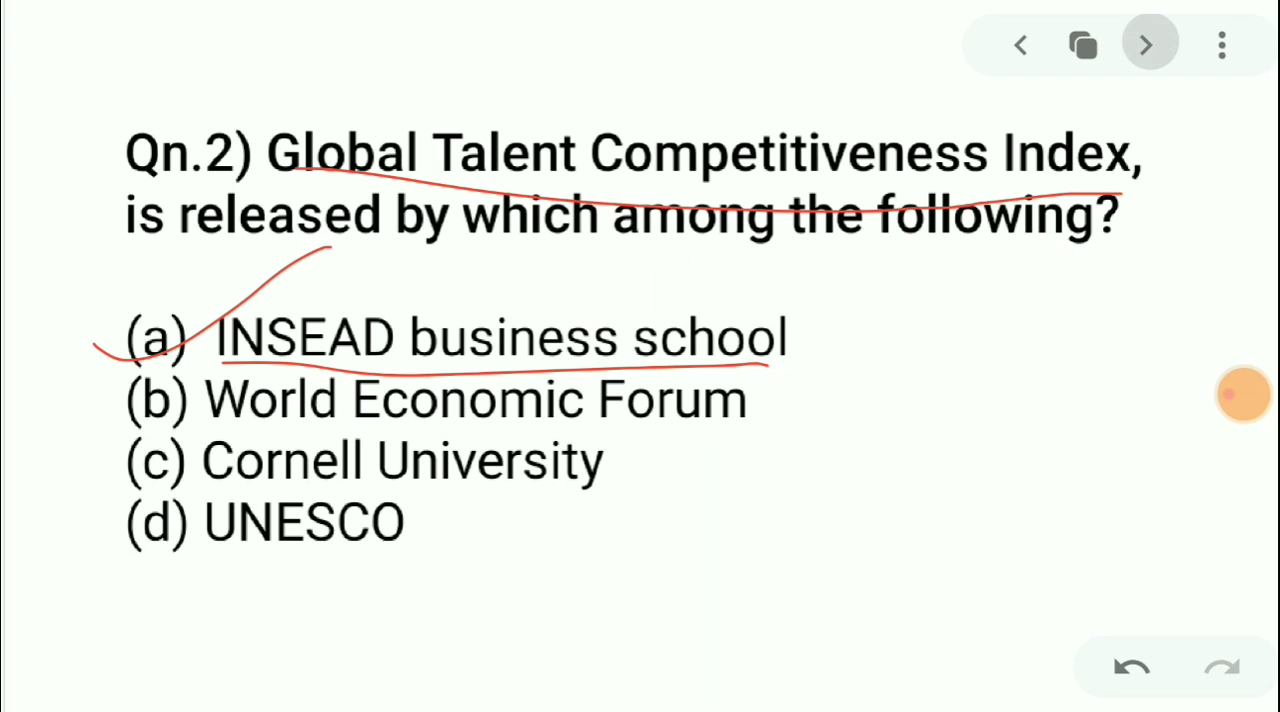 Qn.2) Global Talent Competitiveness Index,
is released by which among the following?
(a) INSEAD business school
(b) World Economic Forum
(c) Cornell University
(d) UNESCO